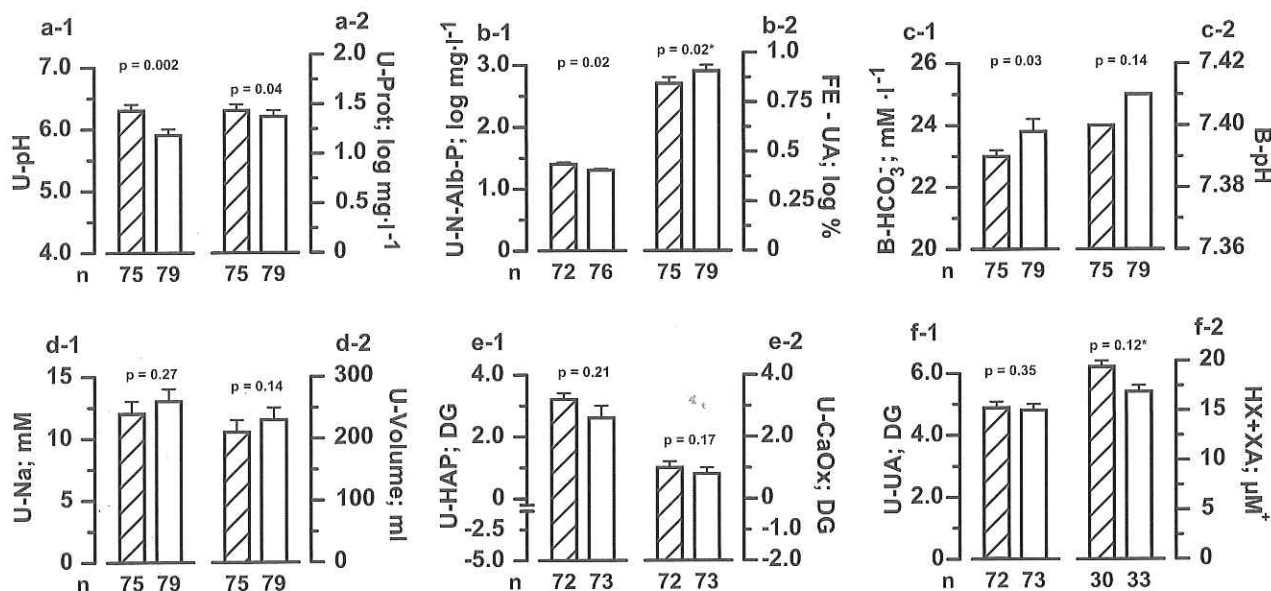 a-1
a-2
U-pH
7.0
6.0
5.0
4.0
p = 0.002
p = 0.04
2.0
1.5
1.0
0.5
0
U-Prot; log mg·l-1
n 75 79 75 79
b-1
b-2
U-N-Alb-P; log mg·l-1
3.0
2.0
1.0
0
p = 0.02
p = 0.02*
1.0
0.75
0.5
0.25
0
FE - UA; log %
n 72 76 75 79
c-1
c-2
B-HCO3-; mM ·l-1
26
24
22
20
p = 0.03
p = 0.14
7.42
7.40
7.38
7.36
B-pH
n 75 79 75 79
d-1
d-2
U-Na; mM
15
10
5
0
p = 0.27
p = 0.14
300
200
100
0
U-Volume; ml
n 75 79 75 79
e-1
e-2
U-HAP; DG
4.0
2.0
0
-2.5
-5.0
p = 0.21
p = 0.17
4.0
2.0
0
-1.0
-2.0
U-CaOx; DG
n 72 73 72 73
f-1
f-2
U-UA; DG
6.0
4.0
2.0
0
p = 0.35
p = 0.12*
20
15
10
5
0
HX+XA; µM+
n 72 73 30 33